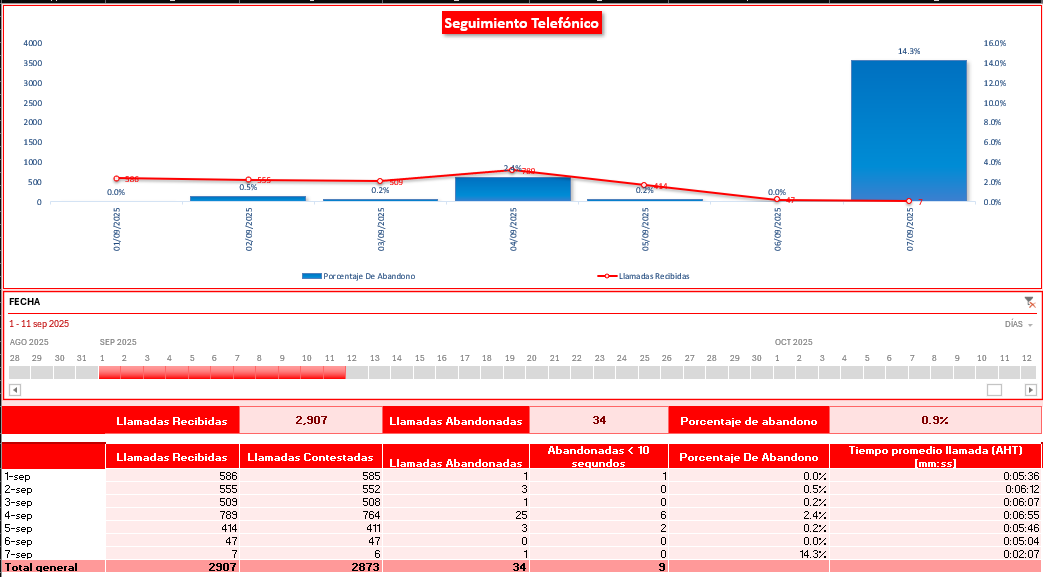 Seguimiento Telefónico
4000
3500
3000
2500
2000
1500
1000
500
0
16.0%
14.0%
12.0%
10.0%
8.0%
6.0%
4.0%
2.0%
0.0%
586 555 509 789 414 47 7
0.0% 0.5% 0.2% 2.4% 0.2% 0.0% 14.3%
01/09/2025 02/09/2025 03/09/2025 04/09/2025 05/09/2025 06/09/2025 07/09/2025
Porcentaje De Abandono Llamadas Recibidas
FECHA
1 - 11 sep 2025 DÍAS
AGO 2025 SEP 2025 OCT 2025
28 29 30 31 1 2 3 4 5 6 7 8 9 10 11 12 13 14 15 16 17 18 19 20 21 22 23 24 25 26 27 28 29 30 1 2 3 4 5 6 7 8 9 10 11 12
Llamadas Recibidas 2,907 Llamadas Abandonadas 34 Porcentaje de abandono 0.9%
Llamadas Recibidas Llamadas Contestadas Llamadas Abandonadas Abandonadas < 10 segundos Porcentaje De Abandono Tiempo promedio llamada (AHT) [mm:ss]
1-sep 586 585 1 1 0.0% 0:05:36
2-sep 555 552 3 0 0.5% 0:06:12
3-sep 509 508 1 0 0.2% 0:06:07
4-sep 789 764 25 6 2.4% 0:06:55
5-sep 414 411 3 2 0.2% 0:05:46
6-sep 47 47 0 0 0.0% 0:05:04
7-sep 7 6 1 0 14.3% 0:02:07
Total general 2907 2873 34 9